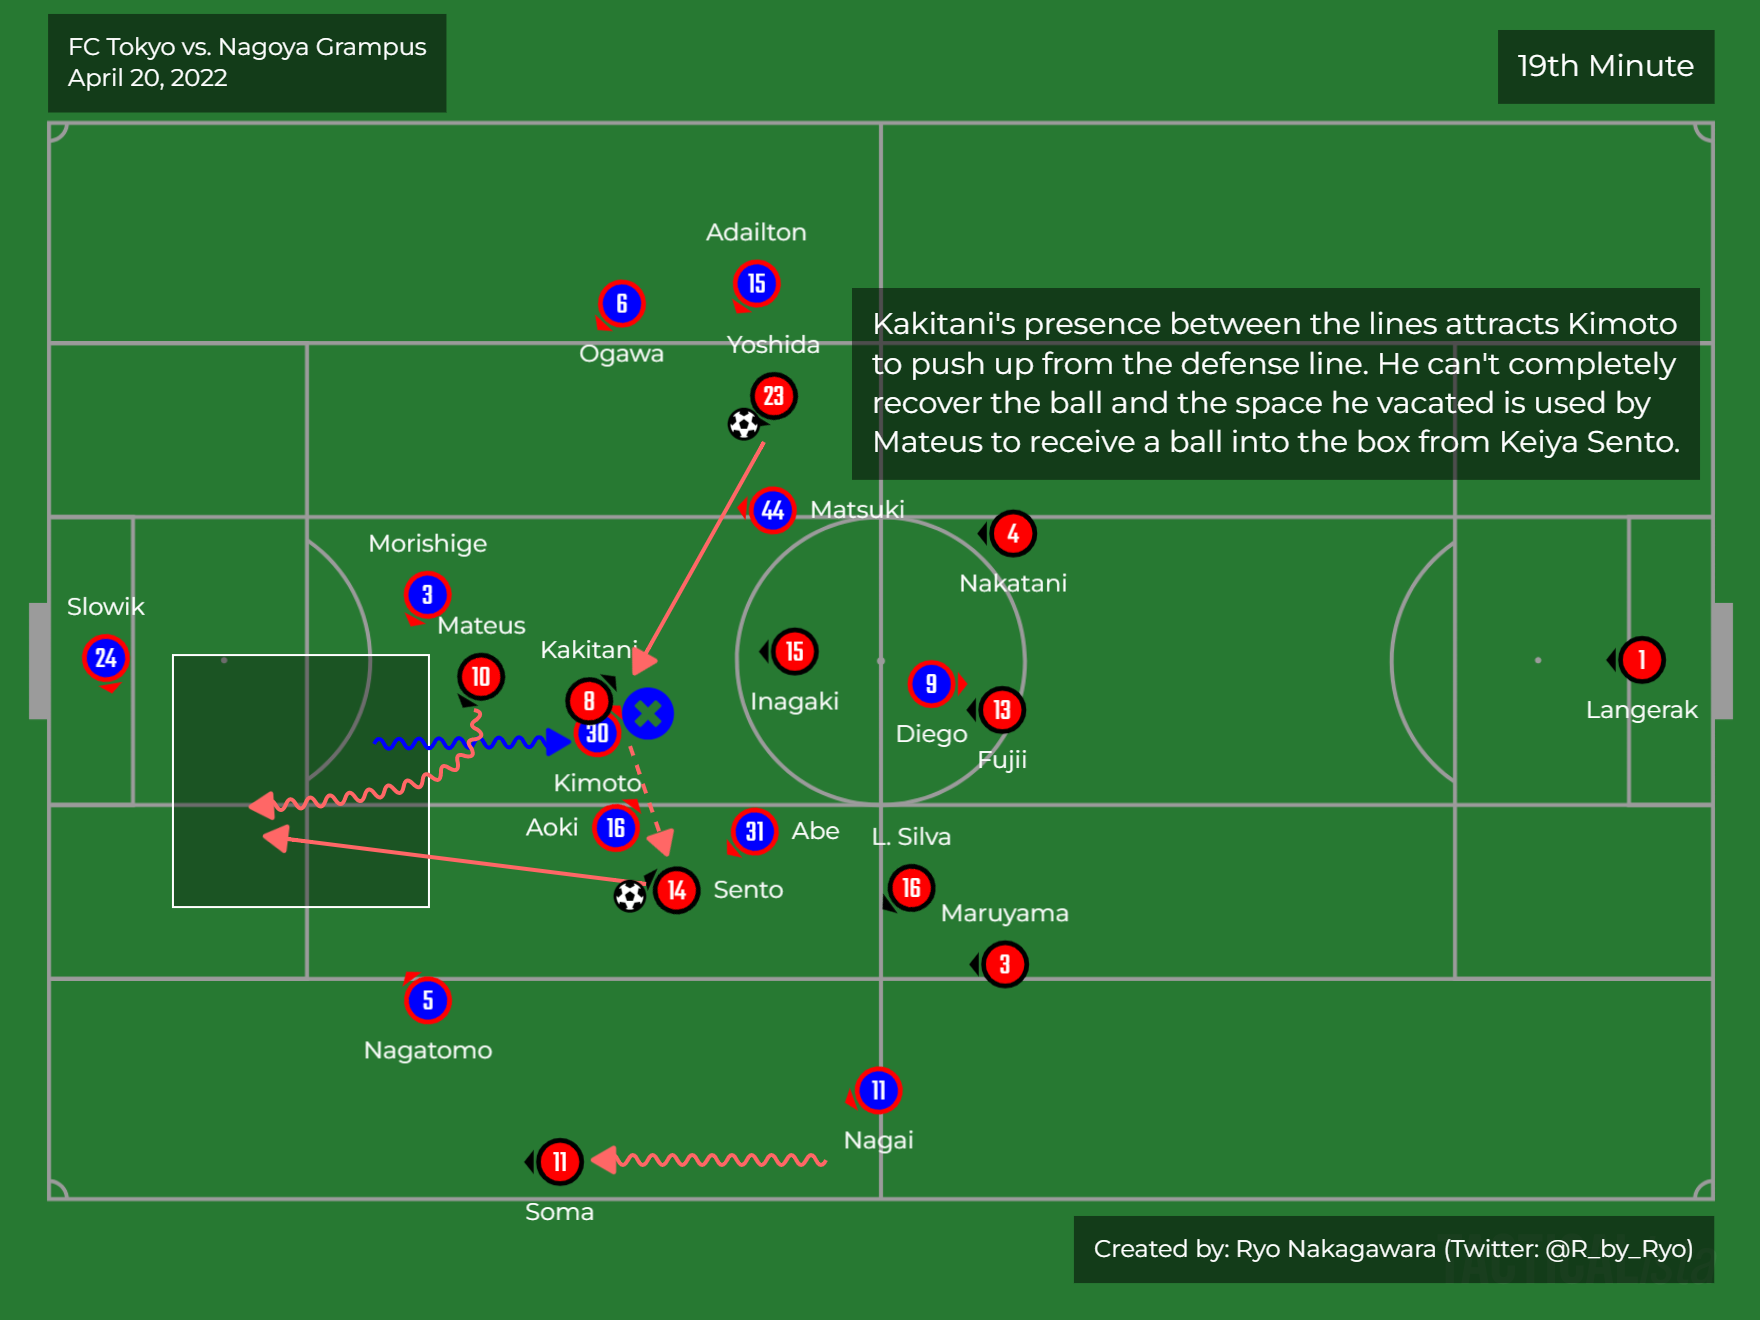 FC Tokyo vs. Nagoya Grampus
April 20, 2022
19th Minute
Adailton
15
6
Ogawa
Yoshida
23
Kakitani's presence between the lines attracts Kimoto
to push up from the defense line. He can't completely
recover the ball and the space he vacated is used by
Mateus to receive a ball into the box from Keiya Sento.
44 Matsuki
4
Nakatani
Morishige
3
Slowik
24
Mateus
10
Kakitani
8
30
Kimoto
15
Inagaki
9
Diego
13
Fujii
1
Langerak
Aoki 16
31 Abe
L. Silva
16
14 Sento
Maruyama
3
5
Nagatomo
11
Nagai
11
Soma
Created by: Ryo Nakagawara (Twitter: @R_by_Ryo)